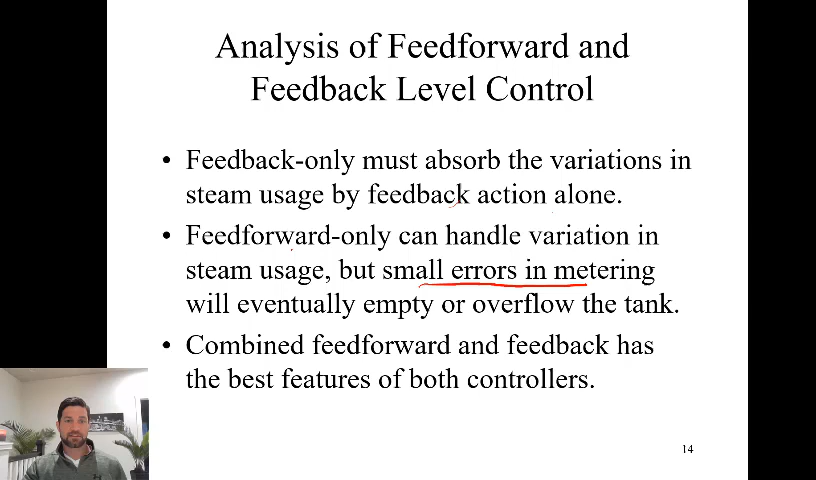 Analysis of Feedforward and
Feedback Level Control
• Feedback-only must absorb the variations in
steam usage by feedback action alone.
• Feedforward-only can handle variation in
steam usage, but small errors in metering
will eventually empty or overflow the tank.
• Combined feedforward and feedback has
the best features of both controllers.
14